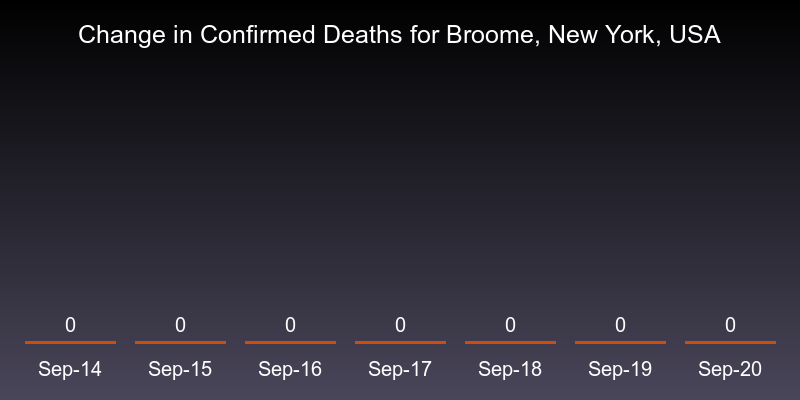 Change in Confirmed Deaths for Broome, New York, USA
0 0 0 0 0 0 0
Sep-14 Sep-15 Sep-16 Sep-17 Sep-18 Sep-19 Sep-20